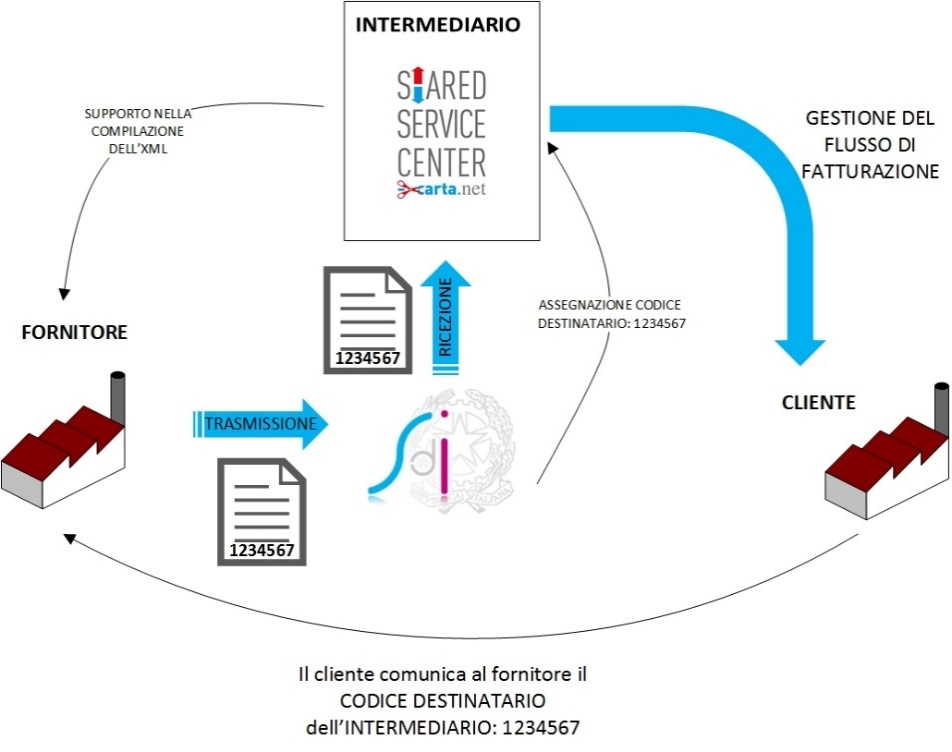 INTERMEDIARIO
SHARED
SERVICE
CENTER
carta.net
SUPPORTO NELLA
COMPILAZIONE
DELL'XML
GESTIONE DEL
FLUSSO DI
FATTURAZIONE
FORNITORE
1234567
RICEZIONE
ASSEGNAZIONE CODICE
DESTINATARIO: 1234567
CLIENTE
TRASMISSIONE
1234567
Sdi
Il cliente comunica al fornitore il
CODICE DESTINATARIO
dell'INTERMEDIARIO: 1234567